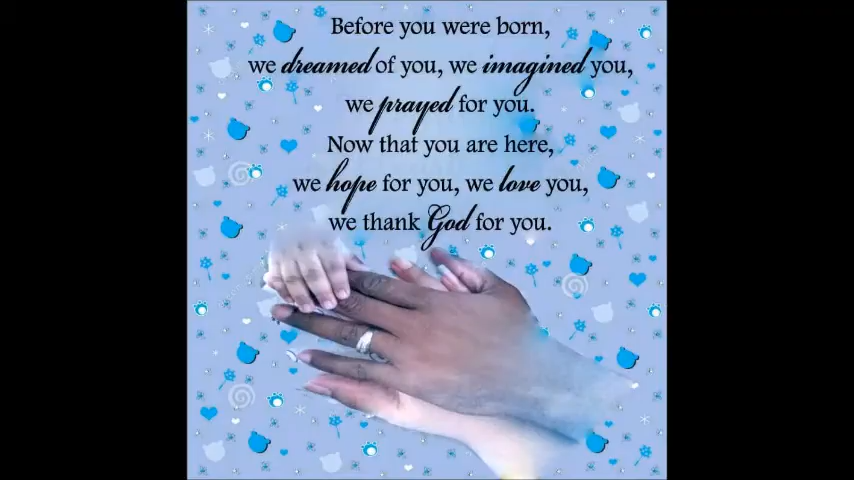 Before you were born,
we dreamed of you, we imagined you,
we prayed for you.
Now that you are here,
we hope for you, we love you,
we thank God for you.